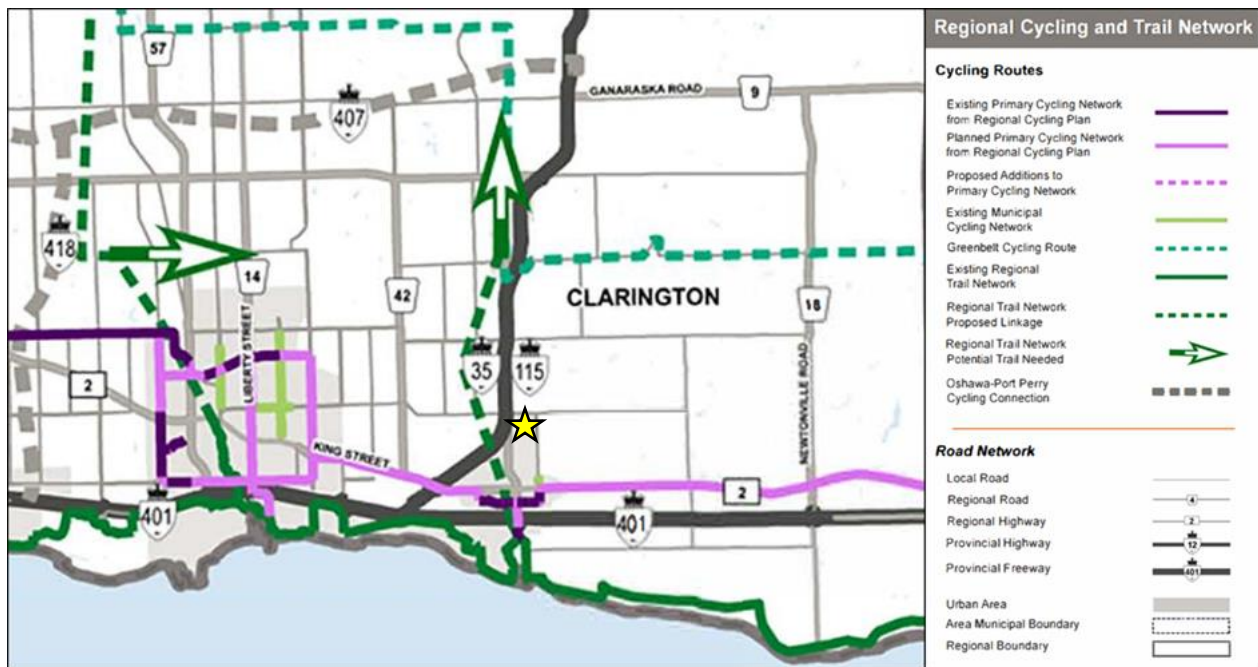 57
407
GANARASKA ROAD
9
418
14
LIBERTY STREET
42
CLARINGTON
18
NEWTONVILLE ROAD
35
115
2
KING STREET
2
401
401
Regional Cycling and Trail Network
Cycling Routes
Existing Primary Cycling Network
from Regional Cycling Plan
Planned Primary Cycling Network
from Regional Cycling Plan
Proposed Additions to
Primary Cycling Network
Existing Municipal
Cycling Network
Greenbelt Cycling Route
Existing Regional
Trail Network
Regional Trail Network
Proposed Linkage
Regional Trail Network
Potential Trail Needed
Oshawa-Port Perry
Cycling Connection
Road Network
Local Road
Regional Road
4
Regional Highway
2
Provincial Highway
12
Provincial Freeway
401
Urban Area
Area Municipal Boundary
Regional Boundary